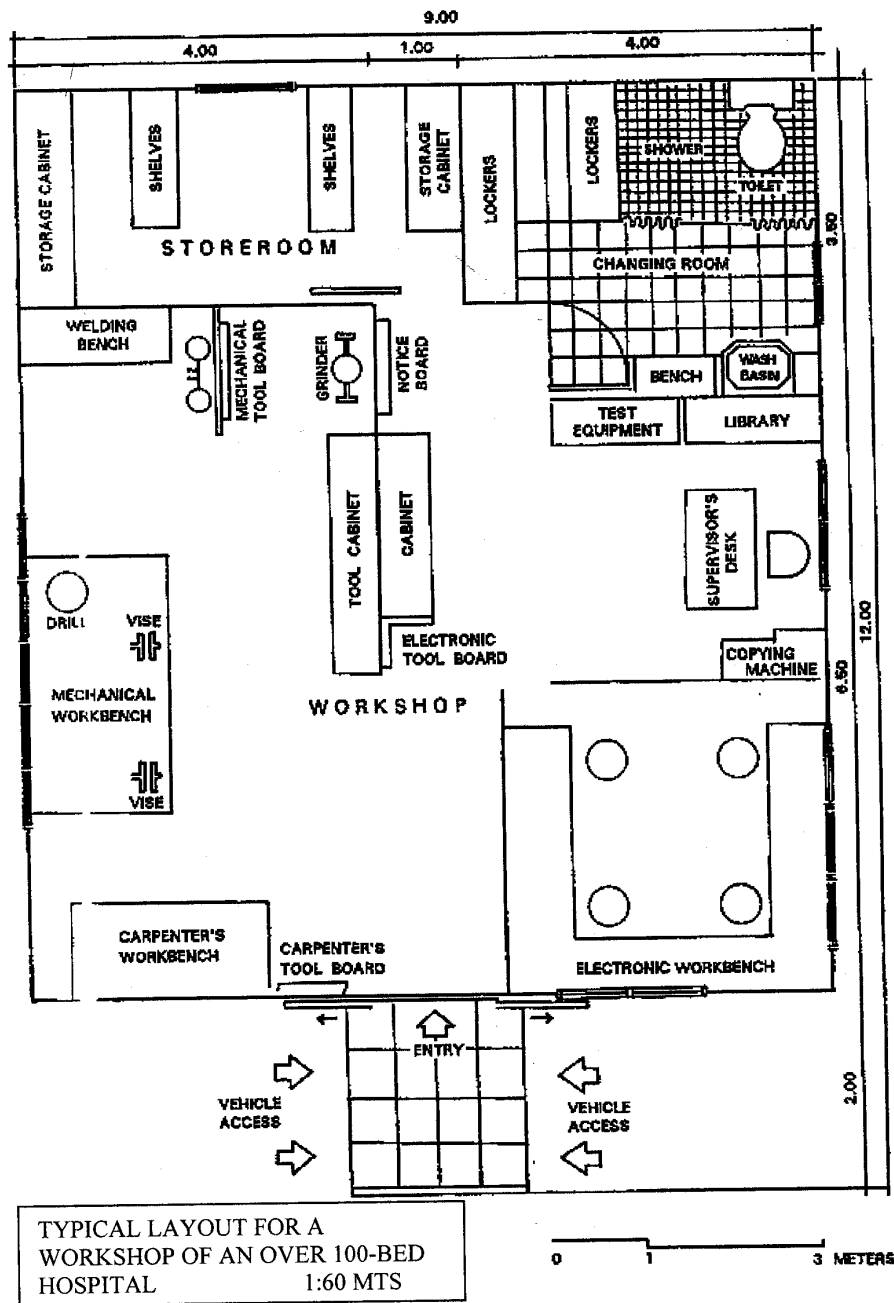 9.00
4.00
1.00
4.00
STORAGE CABINET
SHELVES
SHELVES
STORAGE
CABINET
LOCKERS
LOCKERS
SHOWER
TOILET
3.50
STOREROOM
CHANGING ROOM
WELDING
BENCH
MECHANICAL
TOOL BOARD
GRINDER
NOTICE
BOARD
BENCH
WASH
BASIN
TEST
EQUIPMENT
LIBRARY
TOOL CABINET
CABINET
SUPERVISOR'S
DESK
12.00
DRILL
VISE
ELECTRONIC
TOOL BOARD
COPYING
MACHINE
6.50
MECHANICAL
WORKBENCH
WORKSHOP
VISE
CARPENTER'S
WORKBENCH
CARPENTER'S
TOOL BOARD
ELECTRONIC WORKBENCH
ENTRY
VEHICLE
ACCESS
VEHICLE
ACCESS
2.00
TYPICAL LAYOUT FOR A
WORKSHOP OF AN OVER 100-BED
HOSPITAL 1:60 MTS
0 1 3 METERS